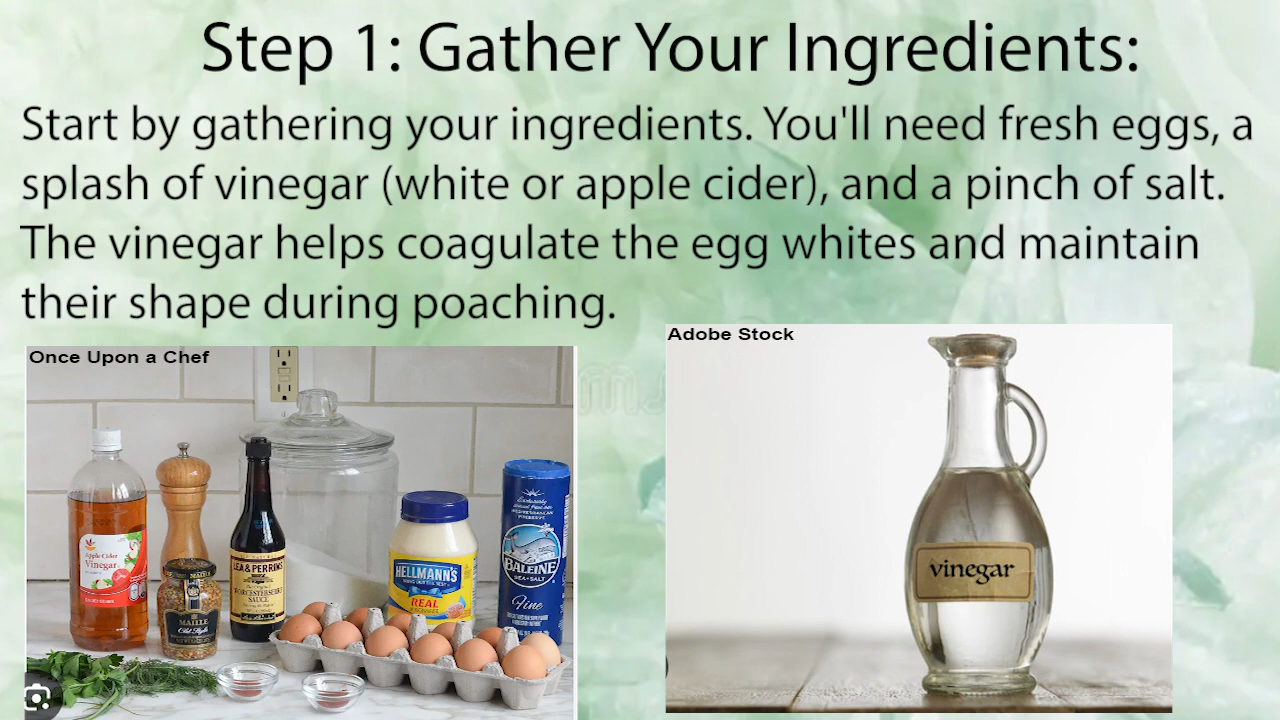 Step 1: Gather Your Ingredients:
Start by gathering your ingredients. You'll need fresh eggs, a
splash of vinegar (white or apple cider), and a pinch of salt.
The vinegar helps coagulate the egg whites and maintain
their shape during poaching.
Once Upon a Chef
Adobe Stock
Apple Cider
Vinegar
MAILLE
Old Style
LEA & PERRINS
WORCESTERSHIRE
SAUCE
HELLMANN'S
REAL
BALEINE
SEA•SALT
Fine
vinegar